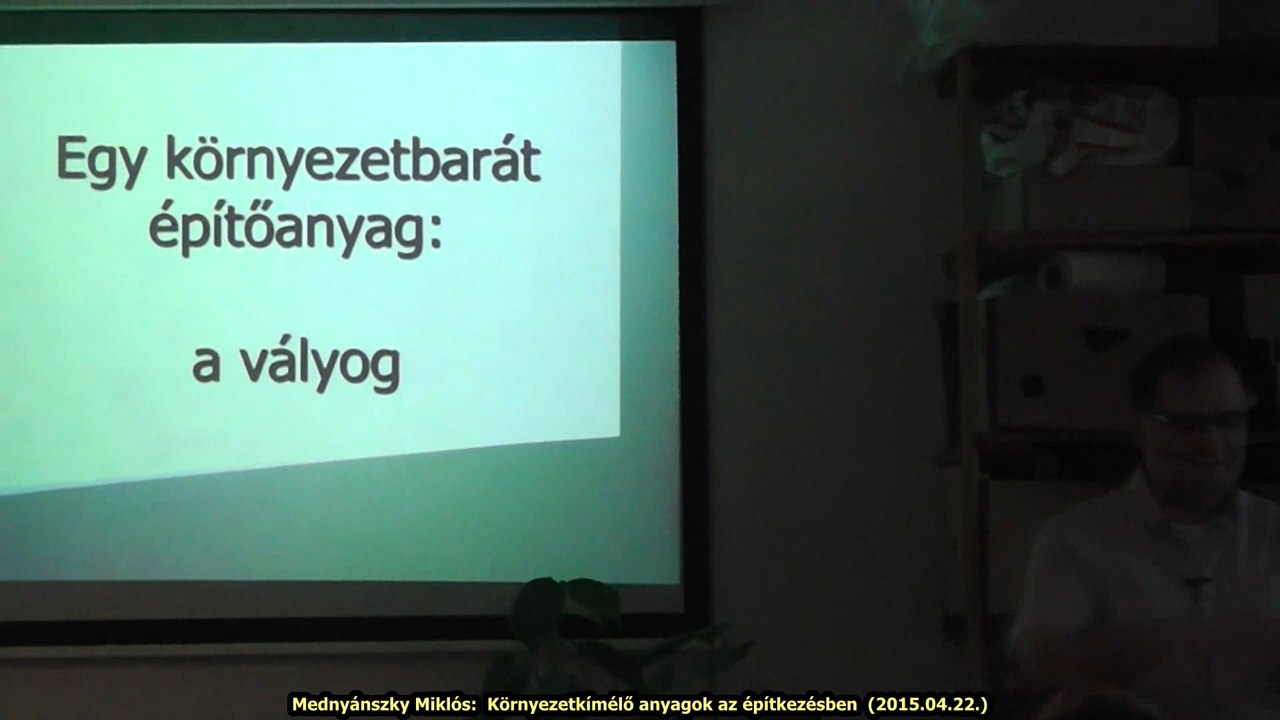 Egy környezetbarát
építőanyag:
a vályog
Mednyánszky Miklós: Környezetkímélő anyagok az építkezésben (2015.04.22.)